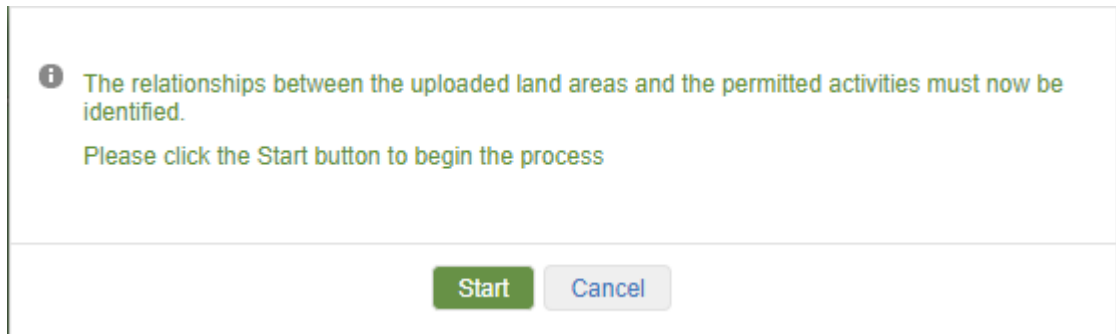 The relationships between the uploaded land areas and the permitted activities must now be
identified.
Please click the Start button to begin the process
Start
Cancel